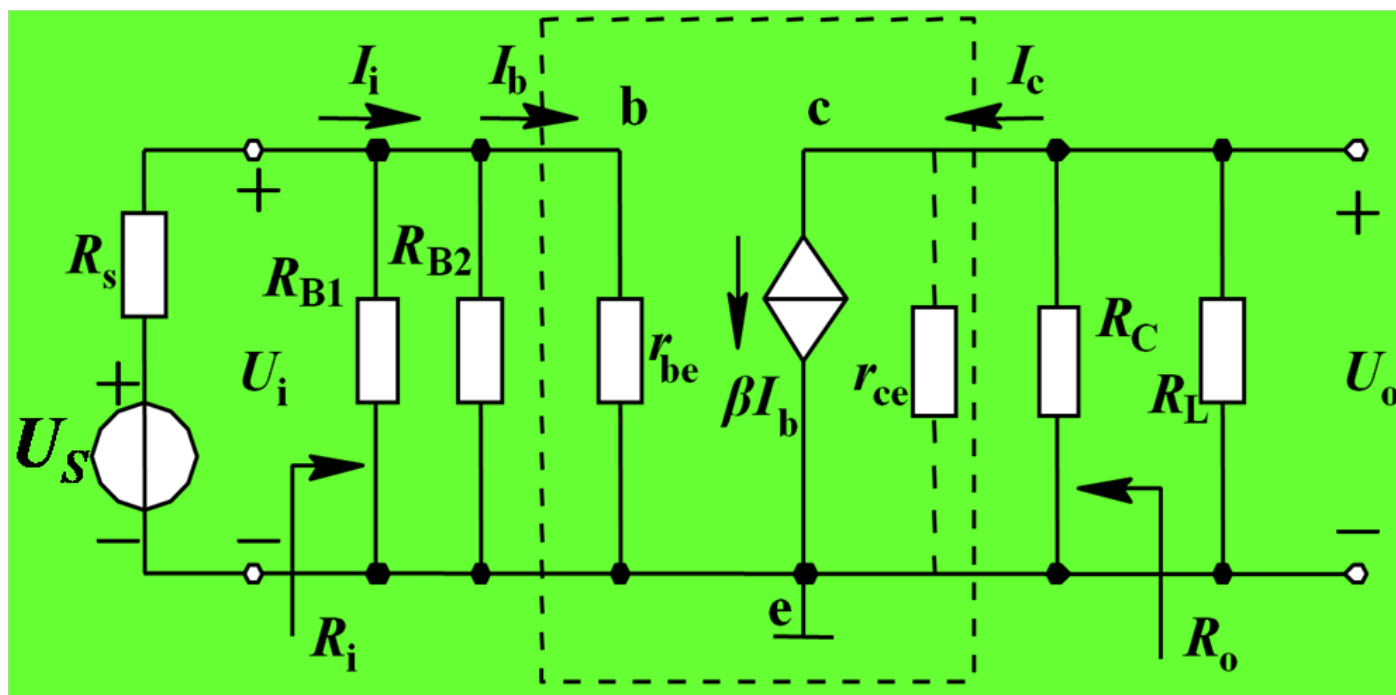 Ii Ib Ic
b c
+ +
Rs RB1 RB2 RC
+ Ui rbe rce RL Uo
βIb
US
− − −
e
Ri Ro